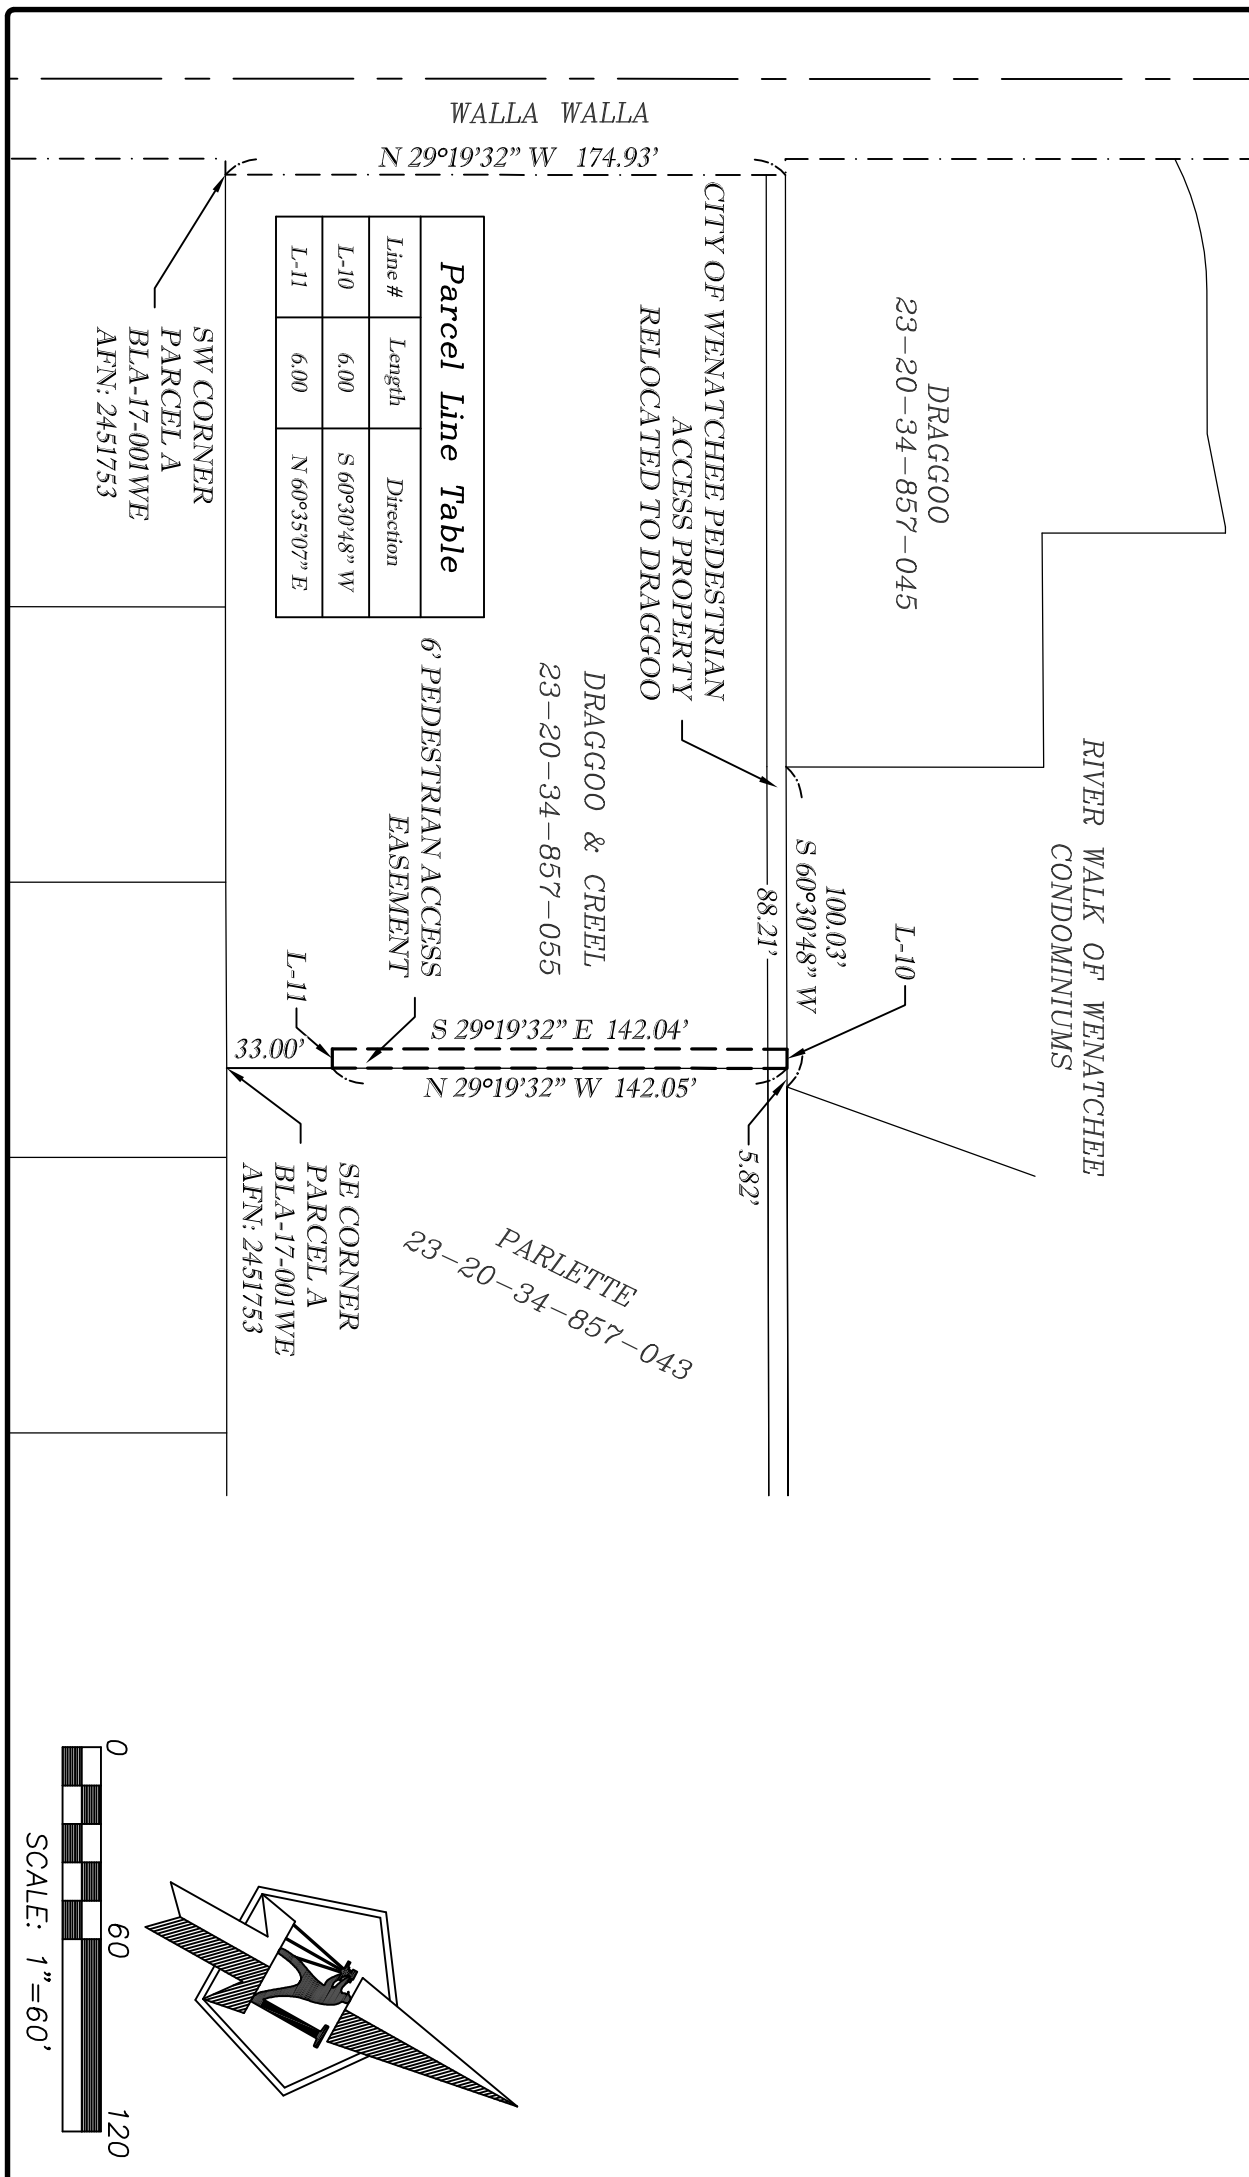 WALLA WALLA
N 29°19'32" W 174.93'
CITY OF WENATCHEE PEDESTRIAN
ACCESS PROPERTY
RELOCATED TO DRAGGOO
DRAGGOO
23-20-34-857-045
RIVER WALK OF WENATCHEE
CONDOMINIUMS
Parcel Line Table
Line # Length Direction
L-10 6.00 S 60°30'48" W
L-11 6.00 N 60°35'07" E
SW CORNER
PARCEL A
BLA-17-001WE
AFN: 2451753
DRAGGOO & CREEL
23-20-34-857-055
6' PEDESTRIAN ACCESS
EASEMENT
100.03'
S 60°30'48" W
88.21'
L-10
L-11
S 29°19'32" E 142.04'
33.00'
N 29°19'32" W 142.05'
5.82'
SE CORNER
PARCEL A
BLA-17-001WE
AFN: 2451753
PARLETTE
23-20-34-857-043
0 60 120
SCALE: 1"=60'